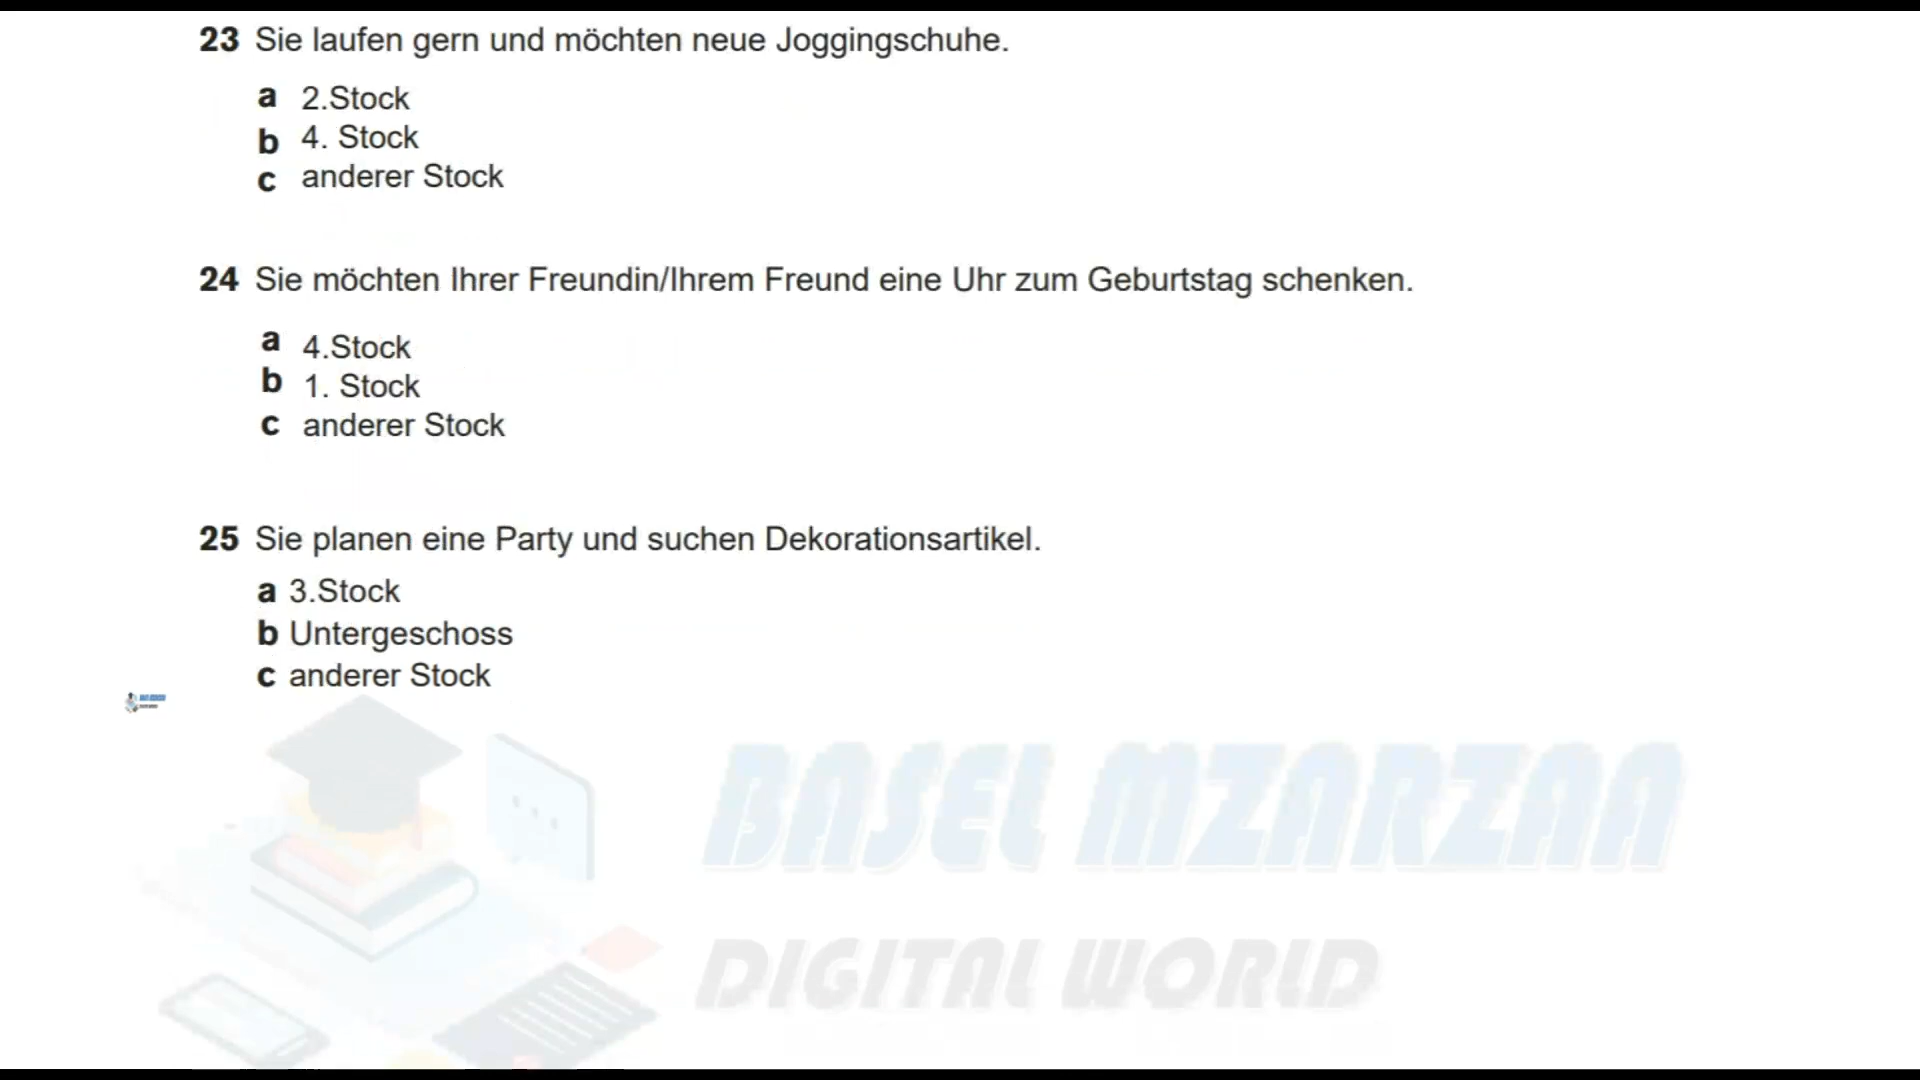 23 Sie laufen gern und möchten neue Joggingschuhe.
a 2.Stock
b 4. Stock
c anderer Stock
24 Sie möchten Ihrer Freundin/Ihrem Freund eine Uhr zum Geburtstag schenken.
a 4.Stock
b 1. Stock
c anderer Stock
25 Sie planen eine Party und suchen Dekorationsartikel.
a 3.Stock
b Untergeschoss
c anderer Stock
BASEL MZARZAA
DIGITAL WORLD